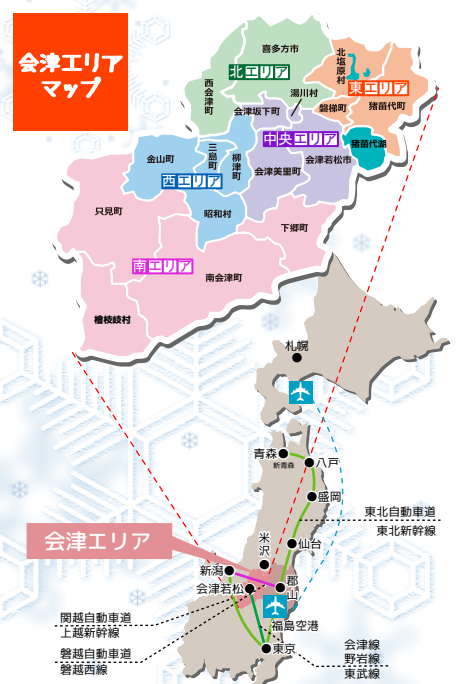 会津エリア
マップ
喜多方市
北エリア
西会津町
北塩原村
東エリア
湯川村
磐梯町
猪苗代町
会津坂下町
中央エリア
猪苗代湖
金山町
三島町
柳津町
西エリア
会津美里町
会津若松市
昭和村
只見町
下郷町
南エリア
南会津町
檜枝岐村
札幌
青森
新青森
八戸
盛岡
東北自動車道
東北新幹線
会津エリア
米沢
仙台
新潟
会津若松
郡山
関越自動車道
上越新幹線
福島空港
磐越自動車道
磐越西線
東京
会津線
野岩線
東武線